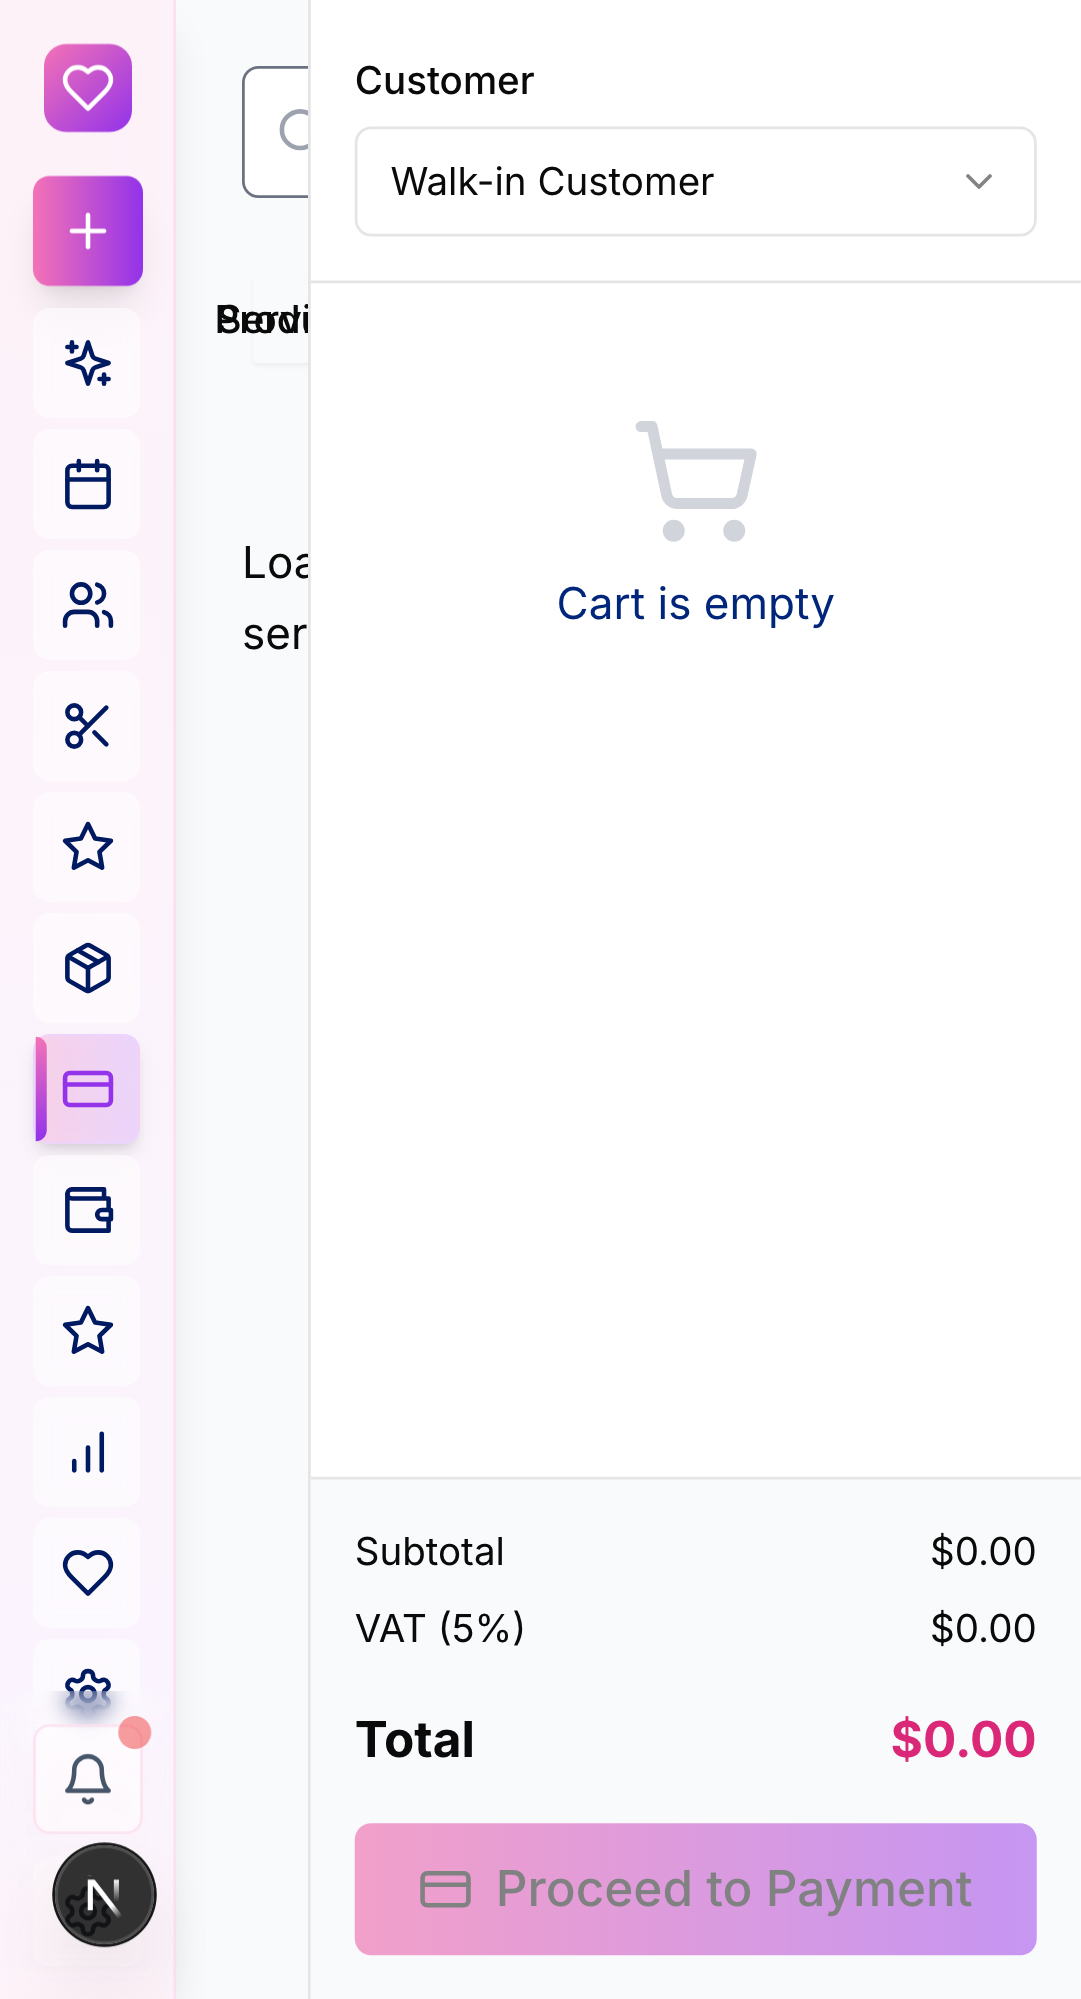 Customer
Walk-in Customer
Loa
ser
Cart is empty
Subtotal $0.00
VAT (5%) $0.00
Total $0.00
Proceed to Payment
N